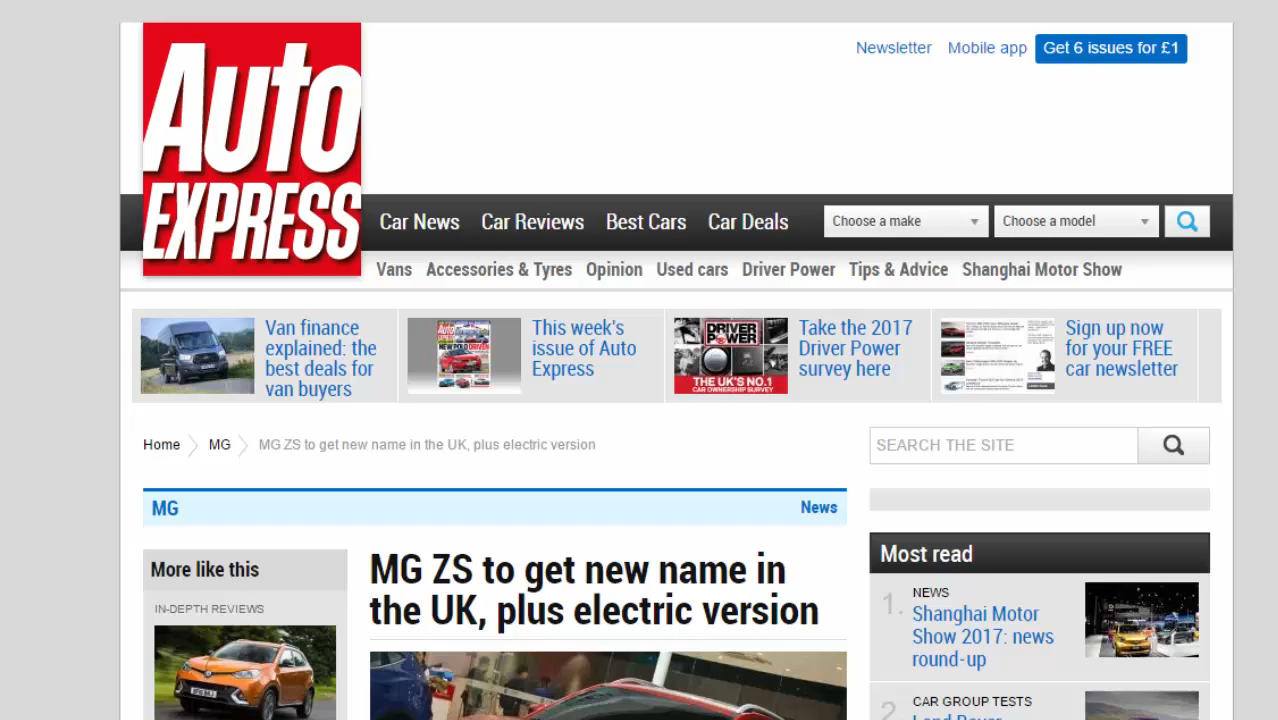 Auto
EXPRESS
Newsletter Mobile app Get 6 issues for £1
Car News Car Reviews Best Cars Car Deals Choose a make Choose a model
Vans Accessories & Tyres Opinion Used cars Driver Power Tips & Advice Shanghai Motor Show
Van finance
explained: the
best deals for
van buyers
This week's
issue of Auto
Express
DRIVER
POWER
THE UK'S NO.1
CAR OWNERSHIP SURVEY
Take the 2017
Driver Power
survey here
Sign up now
for your FREE
car newsletter
Home MG MG ZS to get new name in the UK, plus electric version
SEARCH THE SITE
MG News
More like this
IN-DEPTH REVIEWS
MG ZS to get new name in
the UK, plus electric version
Most read
1. NEWS
Shanghai Motor
Show 2017: news
round-up
2. CAR GROUP TESTS
Land Rover